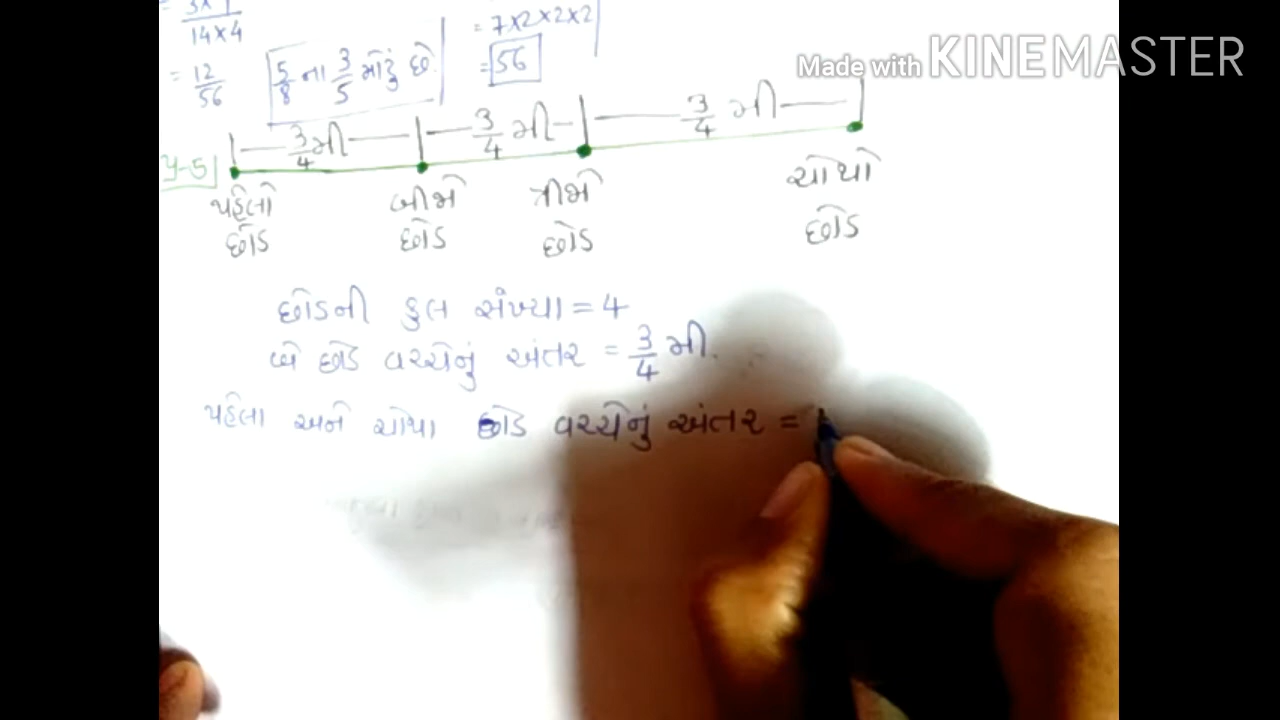 3×1
14×4
= 12
56
5/8 ના 3/5 મોટું છે.
= 7×2×2×2
= 56
Made with KINEMASTER
3/4 મી 3/4 મી 3/4 મી
પહેલો છોડ
બીજો છોડ
ત્રીજો છોડ
ચોથો છોડ
છોડની કુલ સંખ્યા = 4
બે છોડ વચ્ચેનું અંતર = 3/4 મી.
પહેલા અને ચોથા છોડ વચ્ચેનું અંતર =